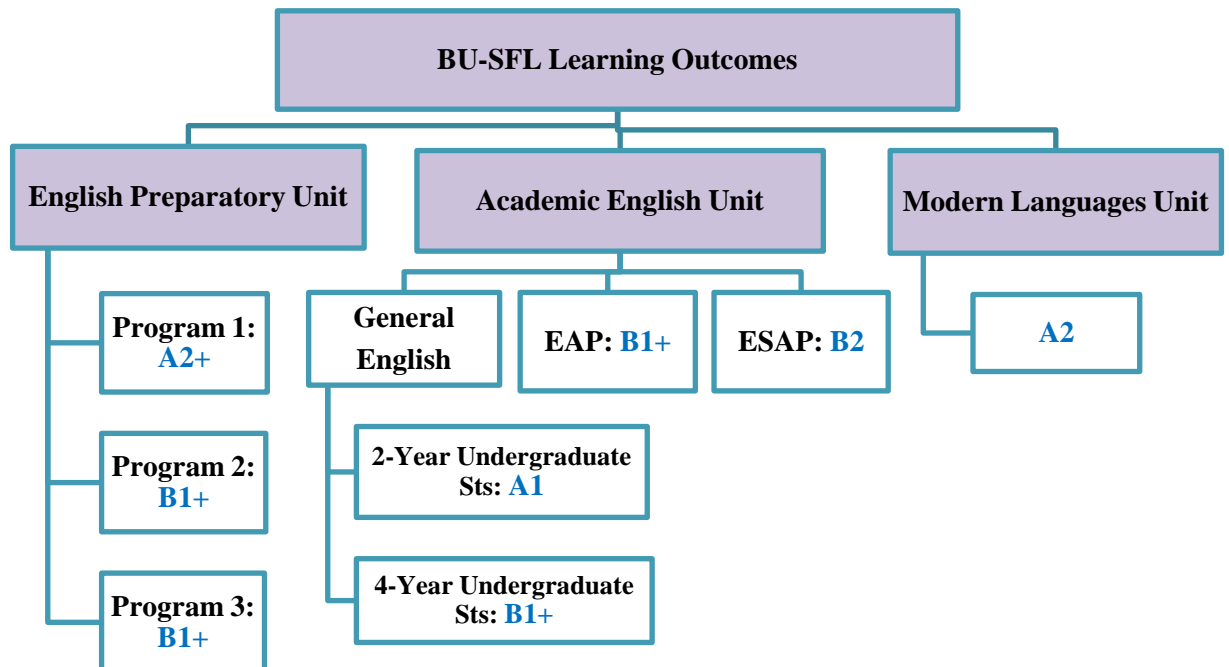 BU-SFL Learning Outcomes
English Preparatory Unit
Program 1:
A2+
Program 2:
B1+
Program 3:
B1+
Academic English Unit
General
English
2-Year Undergraduate
Sts: A1
4-Year Undergraduate
Sts: B1+
EAP: B1+
ESAP: B2
Modern Languages Unit
A2